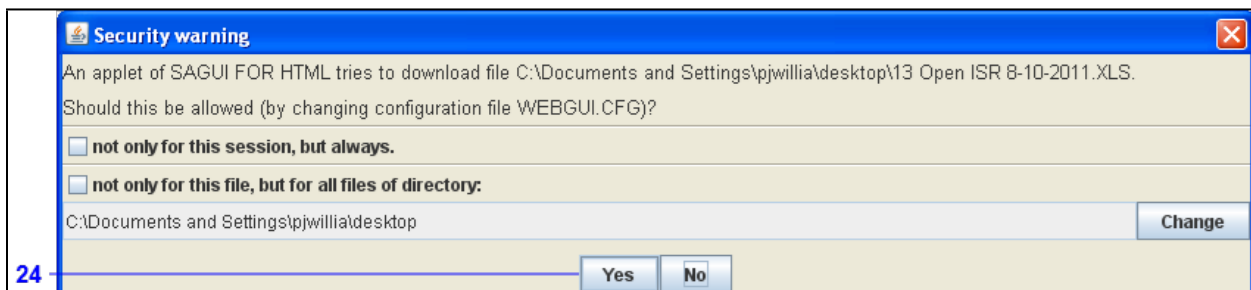 Security warning
An applet of SAGUI FOR HTML tries to download file C:\Documents and Settings\pjwillia\desktop\13 Open ISR 8-10-2011.XLS.
Should this be allowed (by changing configuration file WEBGUI.CFG)?
not only for this session, but always.
not only for this file, but for all files of directory:
C:\Documents and Settings\pjwillia\desktop Change
24 Yes No